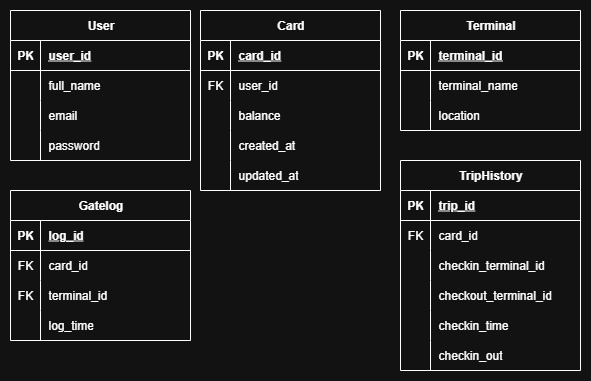 User
PK user_id
full_name
email
password
Card
PK card_id
FK user_id
balance
created_at
updated_at
Terminal
PK terminal_id
terminal_name
location
Gatelog
PK log_id
FK card_id
FK terminal_id
log_time
TripHistory
PK trip_id
FK card_id
checkin_terminal_id
checkout_terminal_id
checkin_time
checkin_out